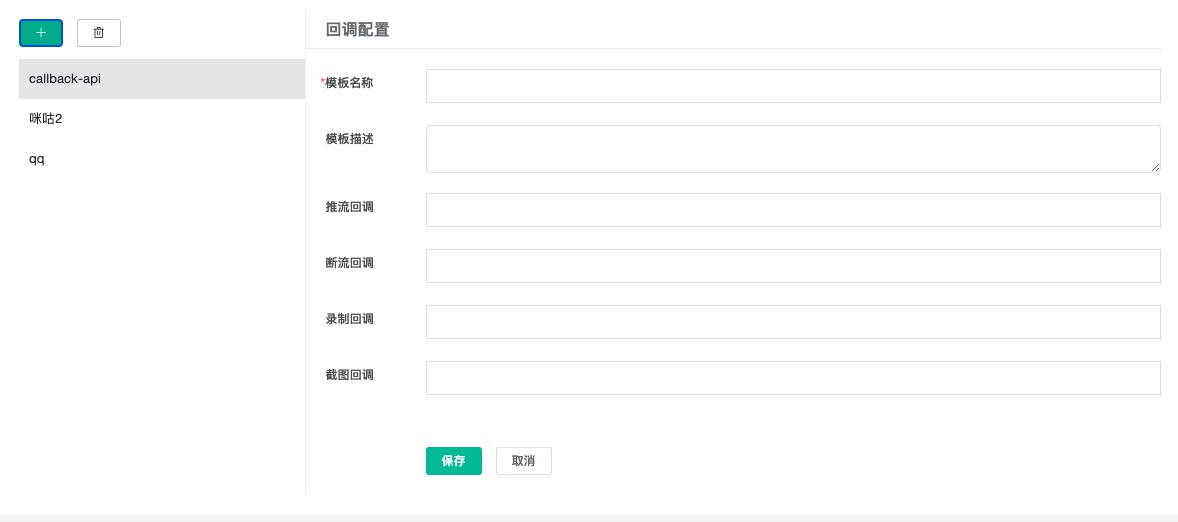 callback-api
咪咕2
qq
回调配置
*模板名称
模板描述
推流回调
断流回调
录制回调
截图回调
保存
取消